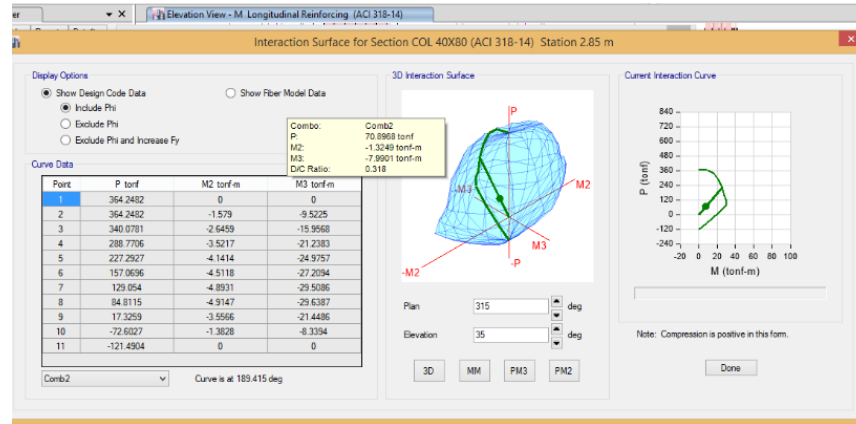 er
Elevation View - M Longitudinal Reinforcing (ACI 318-14)
Interaction Surface for Section COL 40X80 (ACI 318-14) Station 2.85 m
Display Options
Show Design Code Data
Show Fiber Model Data
Include Phi
Exclude Phi
Exclude Phi and Increase Fy
Combo: Comb2
P: 70.8968 tonf
M2: -1.3249 tonf-m
M3: -7.9901 tonf-m
D/C Ratio: 0.318
Curve Data
Point P tonf M2 tonf-m M3 tonf-m
1 364.2482 0 0
2 364.2482 -1.579 -9.5225
3 340.0781 -2.6459 -15.9568
4 288.7706 -3.5217 -21.2383
5 227.2927 -4.1414 -24.9757
6 157.0696 -4.5118 -27.2094
7 129.054 -4.8931 -29.5086
8 84.8115 -4.9147 -29.6387
9 17.3259 -3.5566 -21.4486
10 -72.6027 -1.3828 -8.3394
11 -121.4904 0 0
Comb2
Curve is at 189.415 deg
3D Interaction Surface
P
-M3
M2
M3
-M2
-P
Plan 315 deg
Elevation 35 deg
3D MM PM3 PM2
Current Interaction Curve
840
720
600
480
360
240
120
0
-120
-240
P (tonf)
-20 0 20 40 60 80 100
M (tonf-m)
Note: Compression is positive in this form.
Done